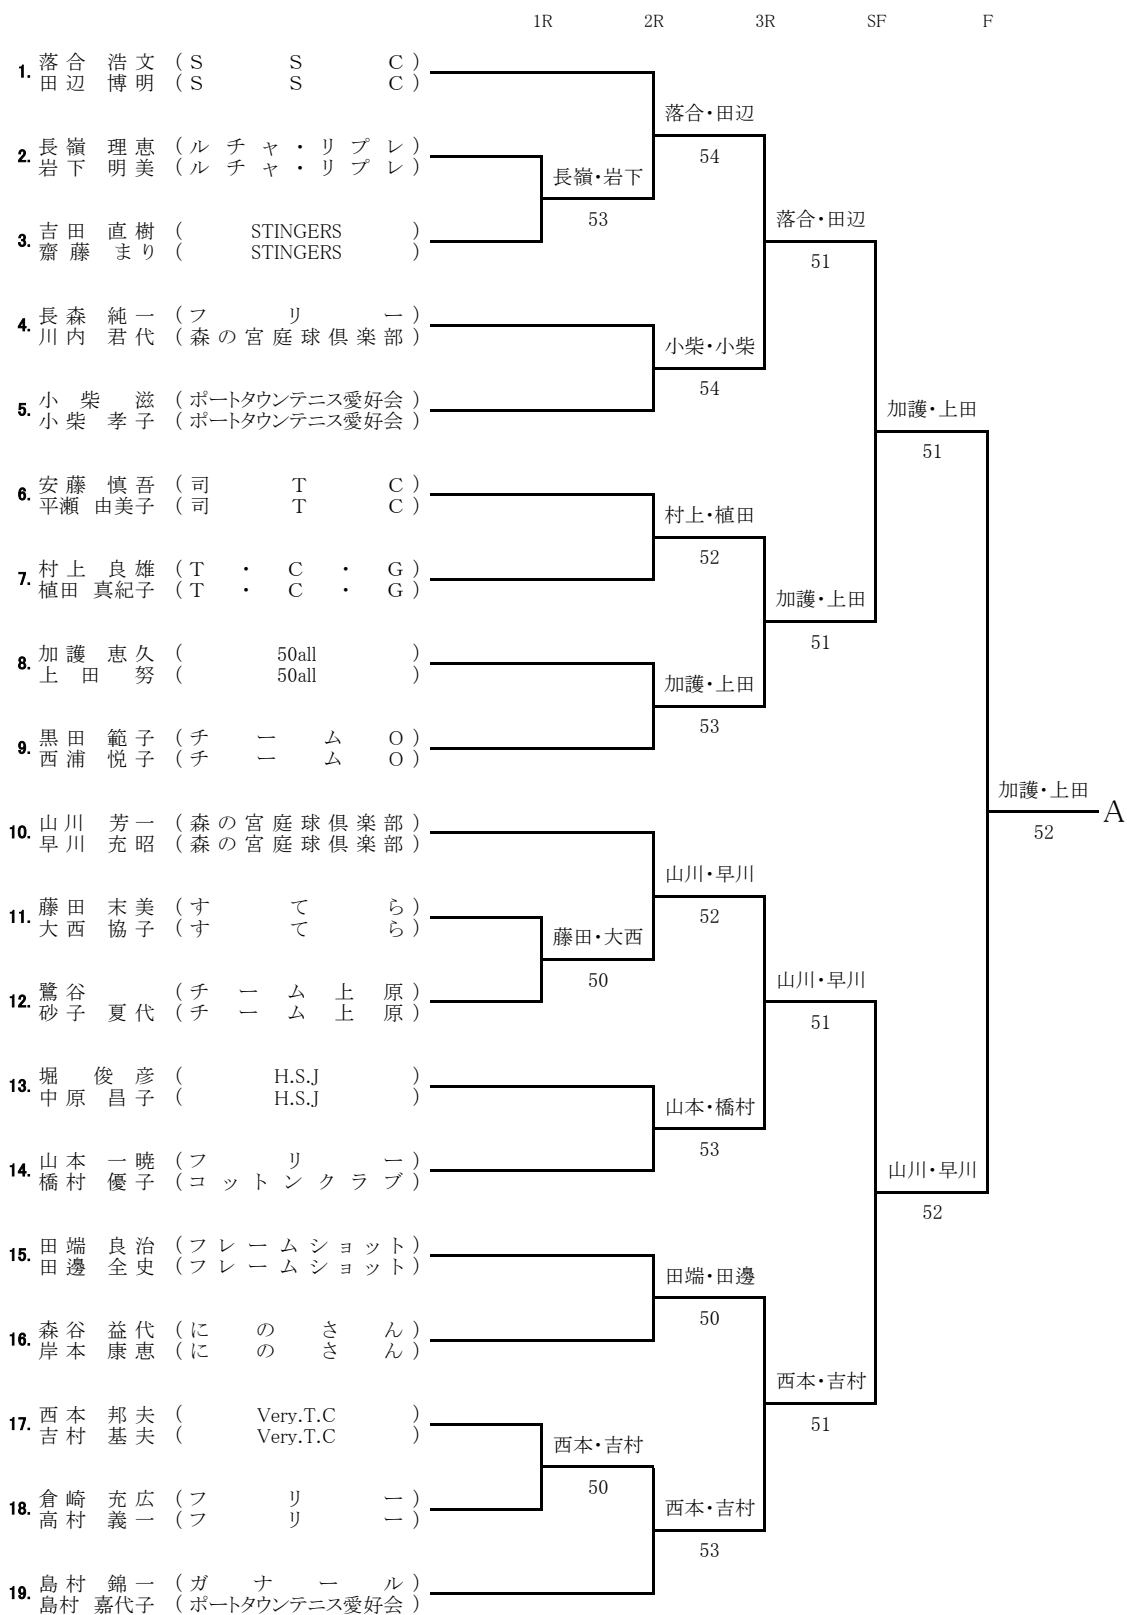 1R 2R 3R SF F
1. 落合 浩文 (S S C)
田辺 博明 (S S C)
落合・田辺
54
2. 長嶺 理恵 (ルチャ・リプレ)
岩下 明美 (ルチャ・リプレ)
長嶺・岩下
53
3. 吉田 直樹 (STINGERS)
齋藤 まり (STINGERS)
落合・田辺
51
4. 長森 純一 (フリー)
川内 君代 (森の宮庭球倶楽部)
小柴・小柴
54
5. 小柴 滋 (ポートタウンテニス愛好会)
小柴 孝子 (ポートタウンテニス愛好会)
加護・上田
51
6. 安藤 慎吾 (司 T C)
平瀬 由美子 (司 T C)
村上・植田
52
7. 村上 良雄 (T・C・G)
植田 真紀子 (T・C・G)
加護・上田
51
8. 加護 恵久 (50all)
上田 努 (50all)
加護・上田
53
9. 黒田 範子 (チームO)
西浦 悦子 (チームO)
加護・上田 A
52
10. 山川 芳一 (森の宮庭球倶楽部)
早川 充昭 (森の宮庭球倶楽部)
山川・早川
52
11. 藤田 末美 (すてら)
大西 協子 (すてら)
藤田・大西
50
12. 鷺谷 (チーム上原)
砂子 夏代 (チーム上原)
山川・早川
51
13. 堀 俊彦 (H.S.J)
中原 昌子 (H.S.J)
山本・橋村
53
14. 山本 一暁 (フリー)
橋村 優子 (コットンクラブ)
山川・早川
52
15. 田端 良治 (フレームショット)
田邊 全史 (フレームショット)
田端・田邊
50
16. 森谷 益代 (にのさん)
岸本 康恵 (にのさん)
西本・吉村
51
17. 西本 邦夫 (Very.T.C)
吉村 基夫 (Very.T.C)
西本・吉村
50
18. 倉崎 充広 (フリー)
高村 義一 (フリー)
西本・吉村
53
19. 島村 錦一 (ガナール)
島村 嘉代子 (ポートタウンテニス愛好会)